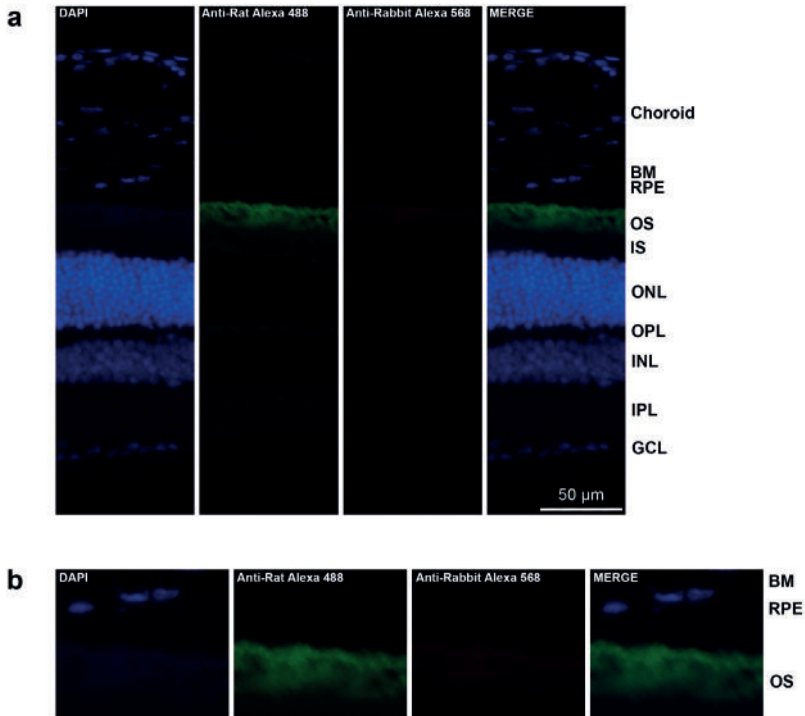 a
DAPI
Anti-Rat Alexa 488
Anti-Rabbit Alexa 568
MERGE
Choroid
BM
RPE
OS
IS
ONL
OPL
INL
IPL
GCL
50 µm
b
DAPI
Anti-Rat Alexa 488
Anti-Rabbit Alexa 568
MERGE
BM
RPE
OS